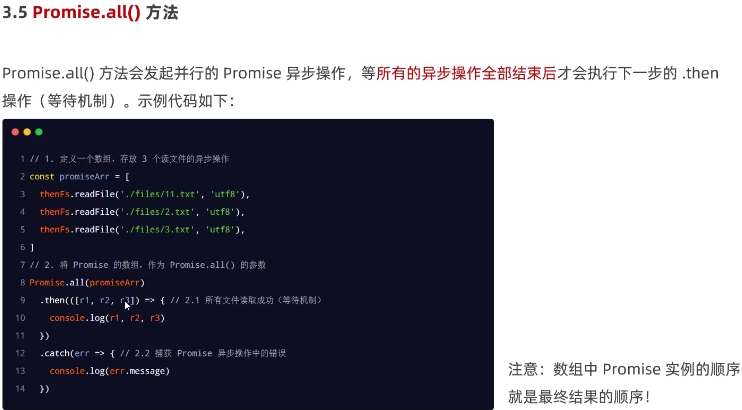 3.5 Promise.all() 方法
Promise.all() 方法会发起并行的 Promise 异步操作，等所有的异步操作全部结束后才会执行下一步的 .then
操作（等待机制）。示例代码如下：
1 // 1. 定义一个数组，存放 3 个读文件的异步操作
2 const promiseArr = [
3 thenFs.readFile('./files/11.txt', 'utf8'),
4 thenFs.readFile('./files/2.txt', 'utf8'),
5 thenFs.readFile('./files/3.txt', 'utf8'),
6 ]
7 // 2. 将 Promise 的数组，作为 Promise.all() 的参数
8 Promise.all(promiseArr)
9 .then(([r1, r2, r3]) => { // 2.1 所有文件读取成功（等待机制）
10 console.log(r1, r2, r3)
11 })
12 .catch(err => { // 2.2 捕获 Promise 异步操作中的错误
13 console.log(err.message)
14 })
注意：数组中 Promise 实例的顺序
就是最终结果的顺序！